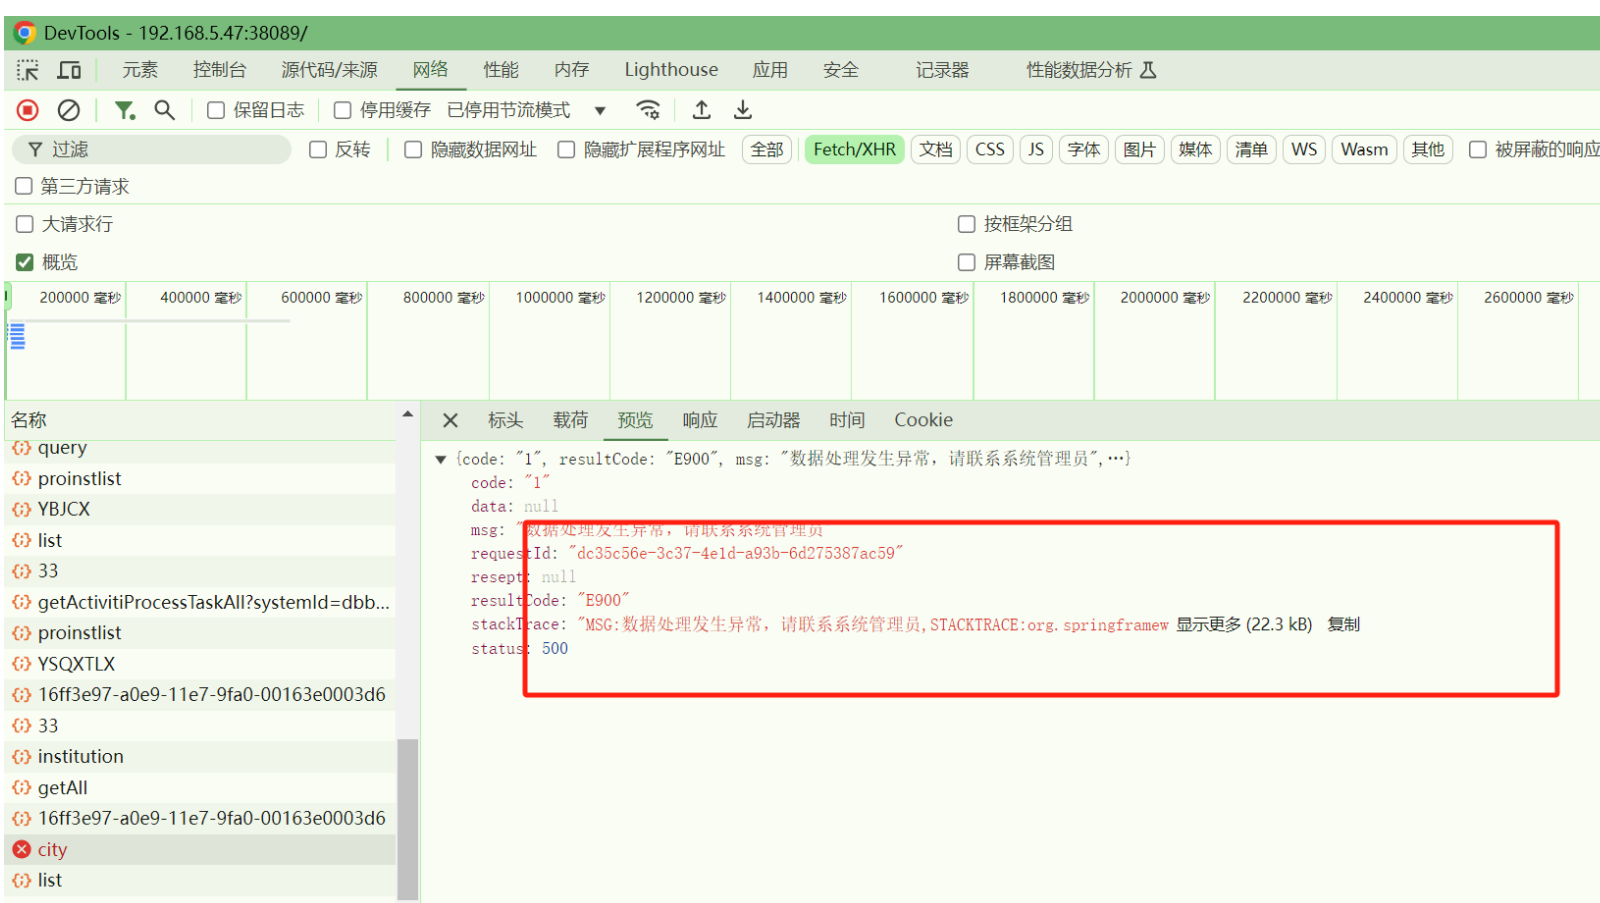 DevTools - 192.168.5.47:38089/
元素 控制台 源代码/来源 网络 性能 内存 Lighthouse 应用 安全 记录器 性能数据分析
保留日志 停用缓存 已停用节流模式
过滤 反转 隐藏数据网址 隐藏扩展程序网址 全部 Fetch/XHR 文档 CSS JS 字体 图片 媒体 清单 WS Wasm 其他 被屏蔽的响应
第三方请求
大请求行 按框架分组
概览 屏幕截图
200000 毫秒 400000 毫秒 600000 毫秒 800000 毫秒 1000000 毫秒 1200000 毫秒 1400000 毫秒 1600000 毫秒 1800000 毫秒 2000000 毫秒 2200000 毫秒 2400000 毫秒 2600000 毫秒
名称
query
proinstlist
YBJCX
list
33
getActivitiProcessTaskAll?systemId=dbb...
proinstlist
YSQXTLX
16ff3e97-a0e9-11e7-9fa0-00163e0003d6
33
institution
getAll
16ff3e97-a0e9-11e7-9fa0-00163e0003d6
city
list
标头 载荷 预览 响应 启动器 时间 Cookie
{code: "1", resultCode: "E900", msg: "数据处理发生异常，请联系系统管理员",…}
code: "1"
data: null
msg: "数据处理发生异常，请联系系统管理员
requestId: "dc35c56e-3c37-4e1d-a93b-6d275387ac59"
resept: null
resultCode: "E900"
stackTrace: "MSG:数据处理发生异常，请联系系统管理员,STACKTRACE:org.springframew 显示更多 (22.3 kB) 复制
status: 500